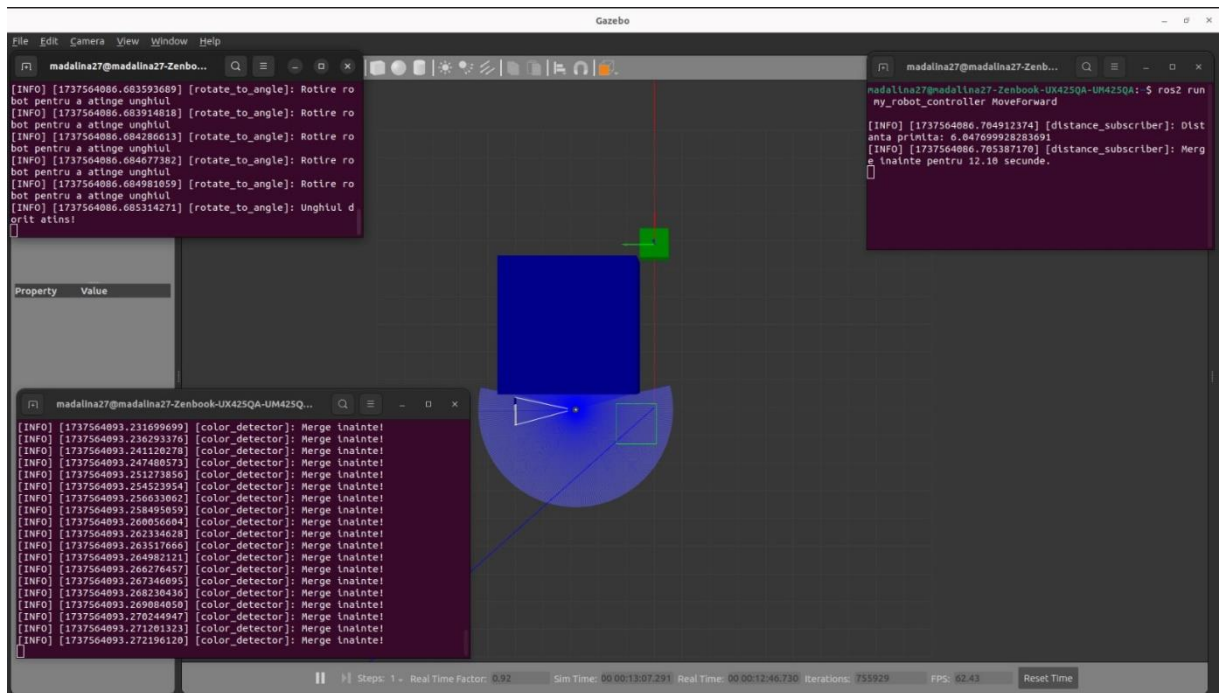 Gazebo
File Edit Camera View Window Help
madalina27@madalina27-Zenbo...
[INFO] [1737564086.683593689] [rotate_to_angle]: Rotire ro
bot pentru a atinge unghiul
[INFO] [1737564086.683914818] [rotate_to_angle]: Rotire ro
bot pentru a atinge unghiul
[INFO] [1737564086.684286613] [rotate_to_angle]: Rotire ro
bot pentru a atinge unghiul
[INFO] [1737564086.684677382] [rotate_to_angle]: Rotire ro
bot pentru a atinge unghiul
[INFO] [1737564086.684981059] [rotate_to_angle]: Rotire ro
bot pentru a atinge unghiul
[INFO] [1737564086.685314271] [rotate_to_angle]: Unghiul d
orit atins!
madalina27@madalina27-Zenb...
madalina27@madalina27-Zenbook-UX425QA-UM425QA:~$ ros2 run
my_robot_controller MoveForward
[INFO] [1737564086.704912374] [distance_subscriber]: Dist
anta primita: 6.047699928283691
[INFO] [1737564086.705387170] [distance_subscriber]: Merg
e inainte pentru 12.10 secunde.
Property Value
madalina27@madalina27-Zenbook-UX425QA-UM425Q...
[INFO] [1737564093.231699699] [color_detector]: Merge inainte!
[INFO] [1737564093.236293376] [color_detector]: Merge inainte!
[INFO] [1737564093.241120278] [color_detector]: Merge inainte!
[INFO] [1737564093.247480573] [color_detector]: Merge inainte!
[INFO] [1737564093.251273856] [color_detector]: Merge inainte!
[INFO] [1737564093.254523954] [color_detector]: Merge inainte!
[INFO] [1737564093.256633062] [color_detector]: Merge inainte!
[INFO] [1737564093.258495059] [color_detector]: Merge inainte!
[INFO] [1737564093.260056604] [color_detector]: Merge inainte!
[INFO] [1737564093.262334628] [color_detector]: Merge inainte!
[INFO] [1737564093.263517666] [color_detector]: Merge inainte!
[INFO] [1737564093.264982121] [color_detector]: Merge inainte!
[INFO] [1737564093.266276457] [color_detector]: Merge inainte!
[INFO] [1737564093.267346095] [color_detector]: Merge inainte!
[INFO] [1737564093.268230436] [color_detector]: Merge inainte!
[INFO] [1737564093.269084050] [color_detector]: Merge inainte!
[INFO] [1737564093.270244947] [color_detector]: Merge inainte!
[INFO] [1737564093.271201323] [color_detector]: Merge inainte!
[INFO] [1737564093.272196120] [color_detector]: Merge inainte!
Steps: 1 Real Time Factor: 0.92 Sim Time: 00 00:13:07.291 Real Time: 00 00:12:46.730 Iterations: 755929 FPS: 62.43 Reset Time